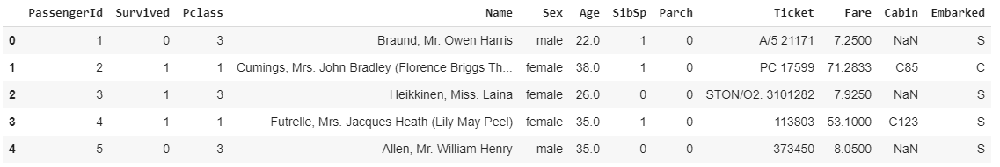 PassengerId Survived Pclass Name Sex Age SibSp Parch Ticket Fare Cabin Embarked
0 1 0 3 Braund, Mr. Owen Harris male 22.0 1 0 A/5 21171 7.2500 NaN S
1 2 1 1 Cumings, Mrs. John Bradley (Florence Briggs Th... female 38.0 1 0 PC 17599 71.2833 C85 C
2 3 1 3 Heikkinen, Miss. Laina female 26.0 0 0 STON/O2. 3101282 7.9250 NaN S
3 4 1 1 Futrelle, Mrs. Jacques Heath (Lily May Peel) female 35.0 1 0 113803 53.1000 C123 S
4 5 0 3 Allen, Mr. William Henry male 35.0 0 0 373450 8.0500 NaN S